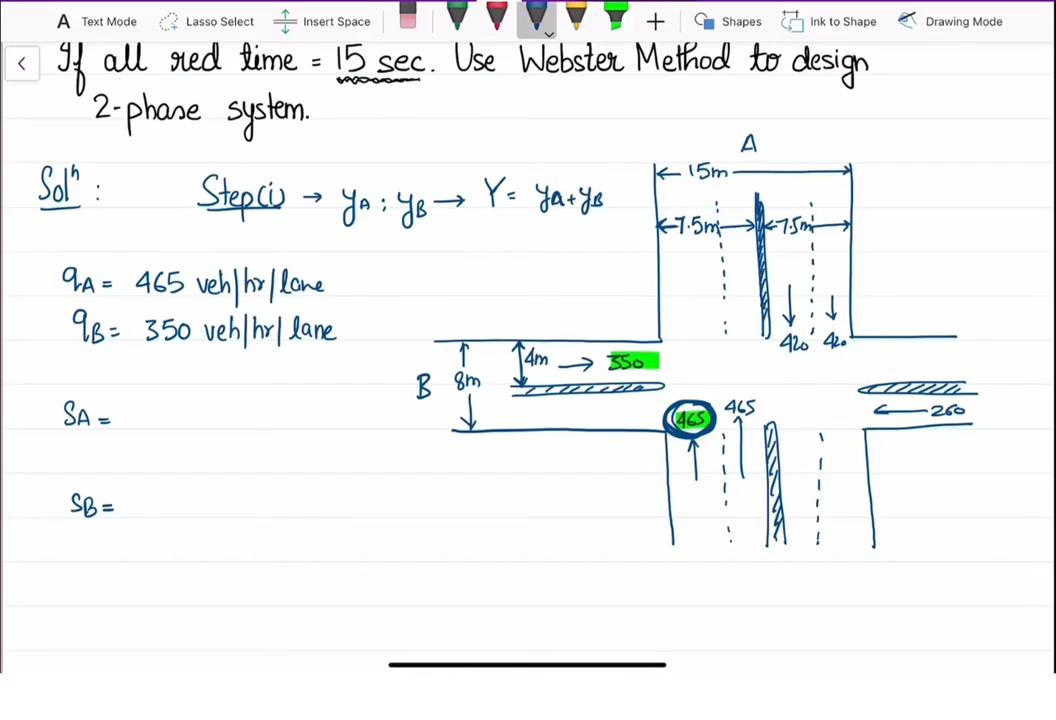 Text Mode Lasso Select Insert Space Shapes Ink to Shape Drawing Mode
If all red time = 15 sec. Use Webster Method to design
2-phase system.
Solⁿ : Step(i) → yA ; yB → Y = yA + yB
A
15m
7.5m 7.5m
qA = 465 veh/hr/lane
qB = 350 veh/hr/lane
420 420
4m → 350
B 8m
465 465
← 260
SA =
SB =